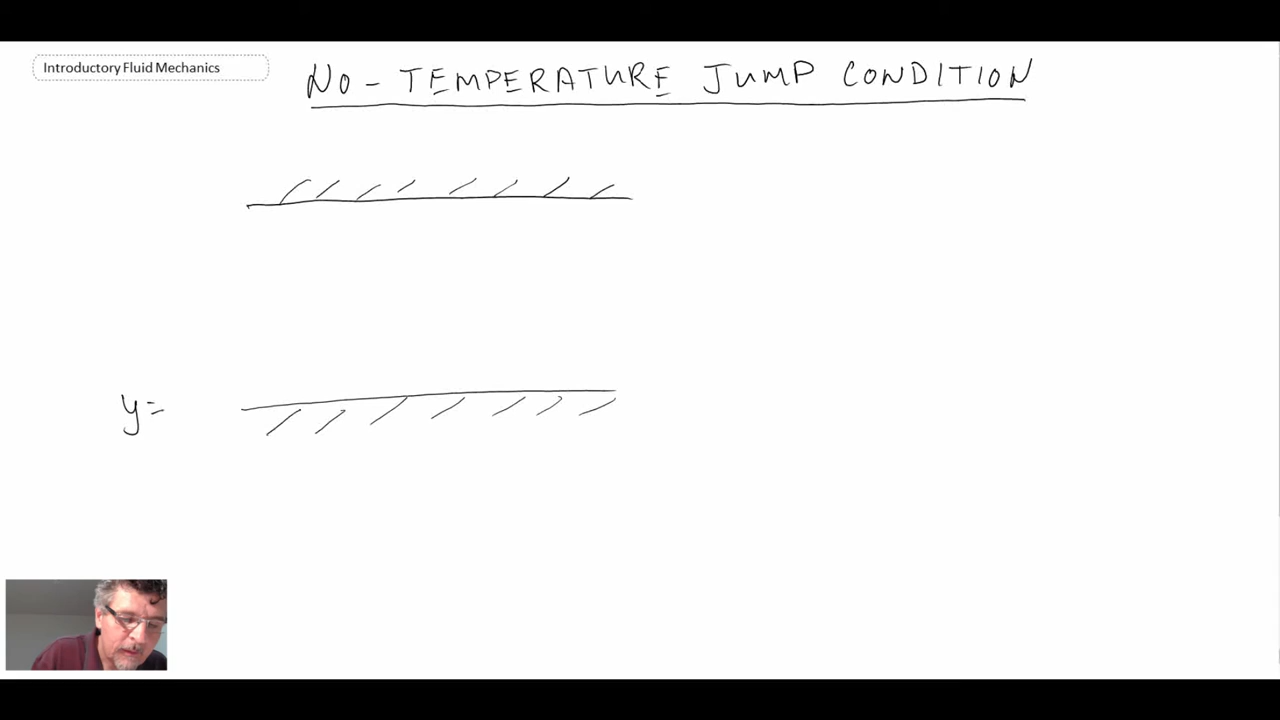 Introductory Fluid Mechanics
NO-TEMPERATURE JUMP CONDITION
y=